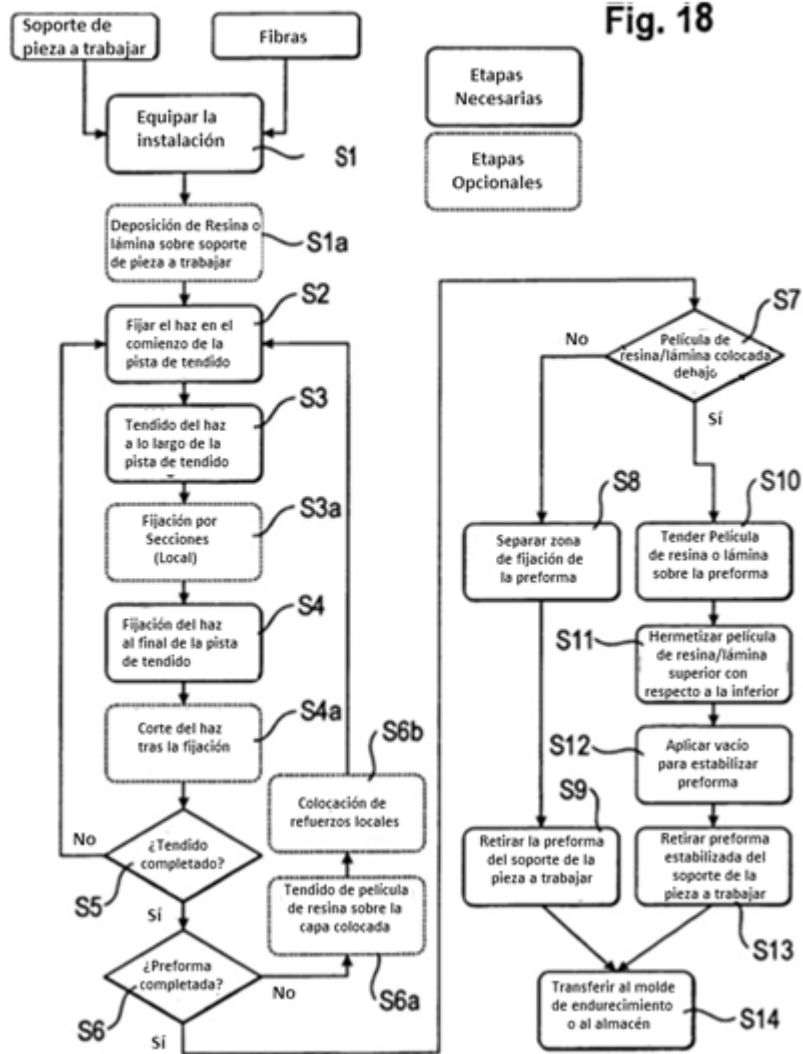 Fig. 18
Soporte de
pieza a trabajar
Fibras
Etapas
Necesarias
Etapas
Opcionales
Equipar la
instalación
S1
Deposición de Resina o
lámina sobre soporte
de pieza a trabajar
S1a
Fijar el haz en el
comienzo de la
pista de tendido
S2
Tendido del haz
a lo largo de la
pista de tendido
S3
Fijación por
Secciones
(Local)
S3a
Fijación del haz
al final de la pista
de tendido
S4
Corte del haz
tras la fijación
S4a
¿Tendido
completado?
No
S5
Sí
¿Preforma
completada?
S6
No
Sí
Tendido de película
de resina sobre la
capa colocada
S6a
Colocación de
refuerzos locales
S6b
Película de
resina/lámina colocada
debajo
S7
No
Sí
Separar zona
de fijación de
la preforma
S8
Retirar la preforma
del soporte de la
pieza a trabajar
S9
Tender Película
de resina o lámina
sobre la preforma
S10
Hermetizar película
de resina/lámina
superior con
respecto a la inferior
S11
Aplicar vacío
para estabilizar
preforma
S12
Retirar preforma
estabilizada del
soporte de la
pieza a trabajar
S13
Transferir al molde
de endurecimiento
o al almacén
S14